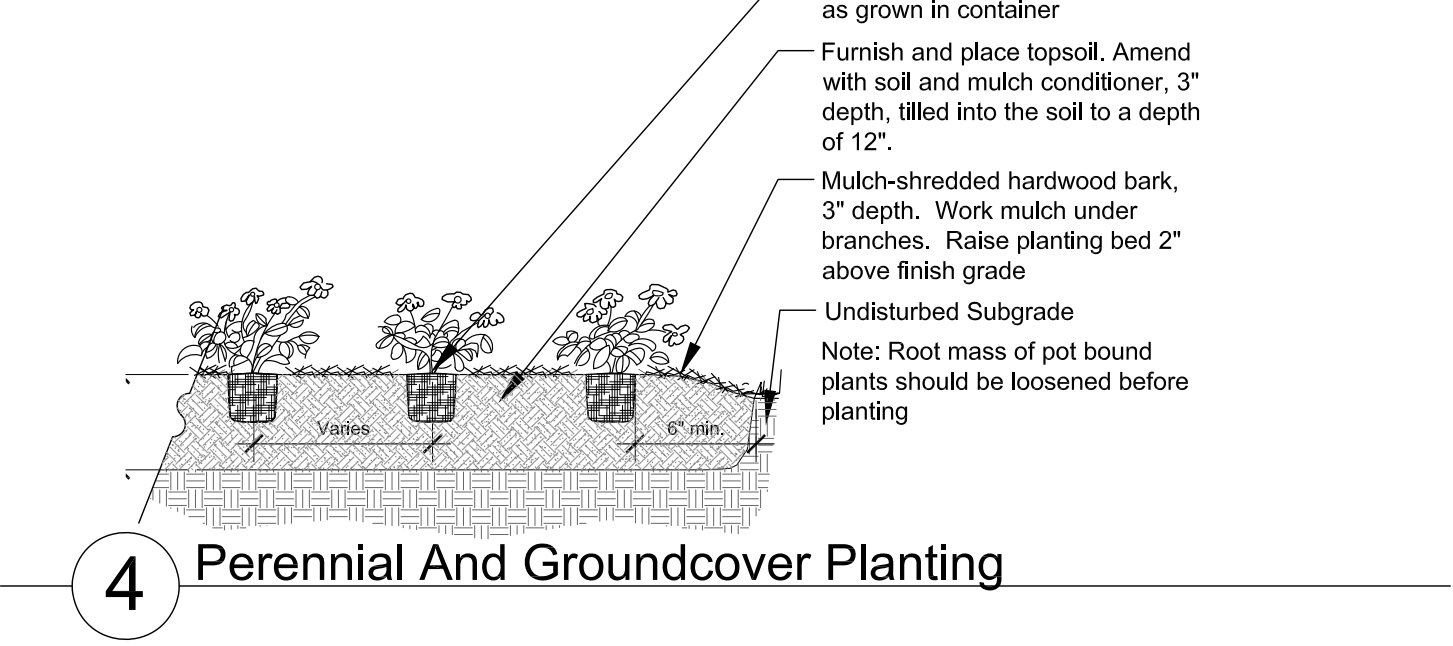 as grown in container
Furnish and place topsoil. Amend
with soil and mulch conditioner, 3"
depth, tilled into the soil to a depth
of 12".
Mulch-shredded hardwood bark,
3" depth. Work mulch under
branches. Raise planting bed 2"
above finish grade
Undisturbed Subgrade
Note: Root mass of pot bound
plants should be loosened before
planting
Varies
6" min.
4
Perennial And Groundcover Planting